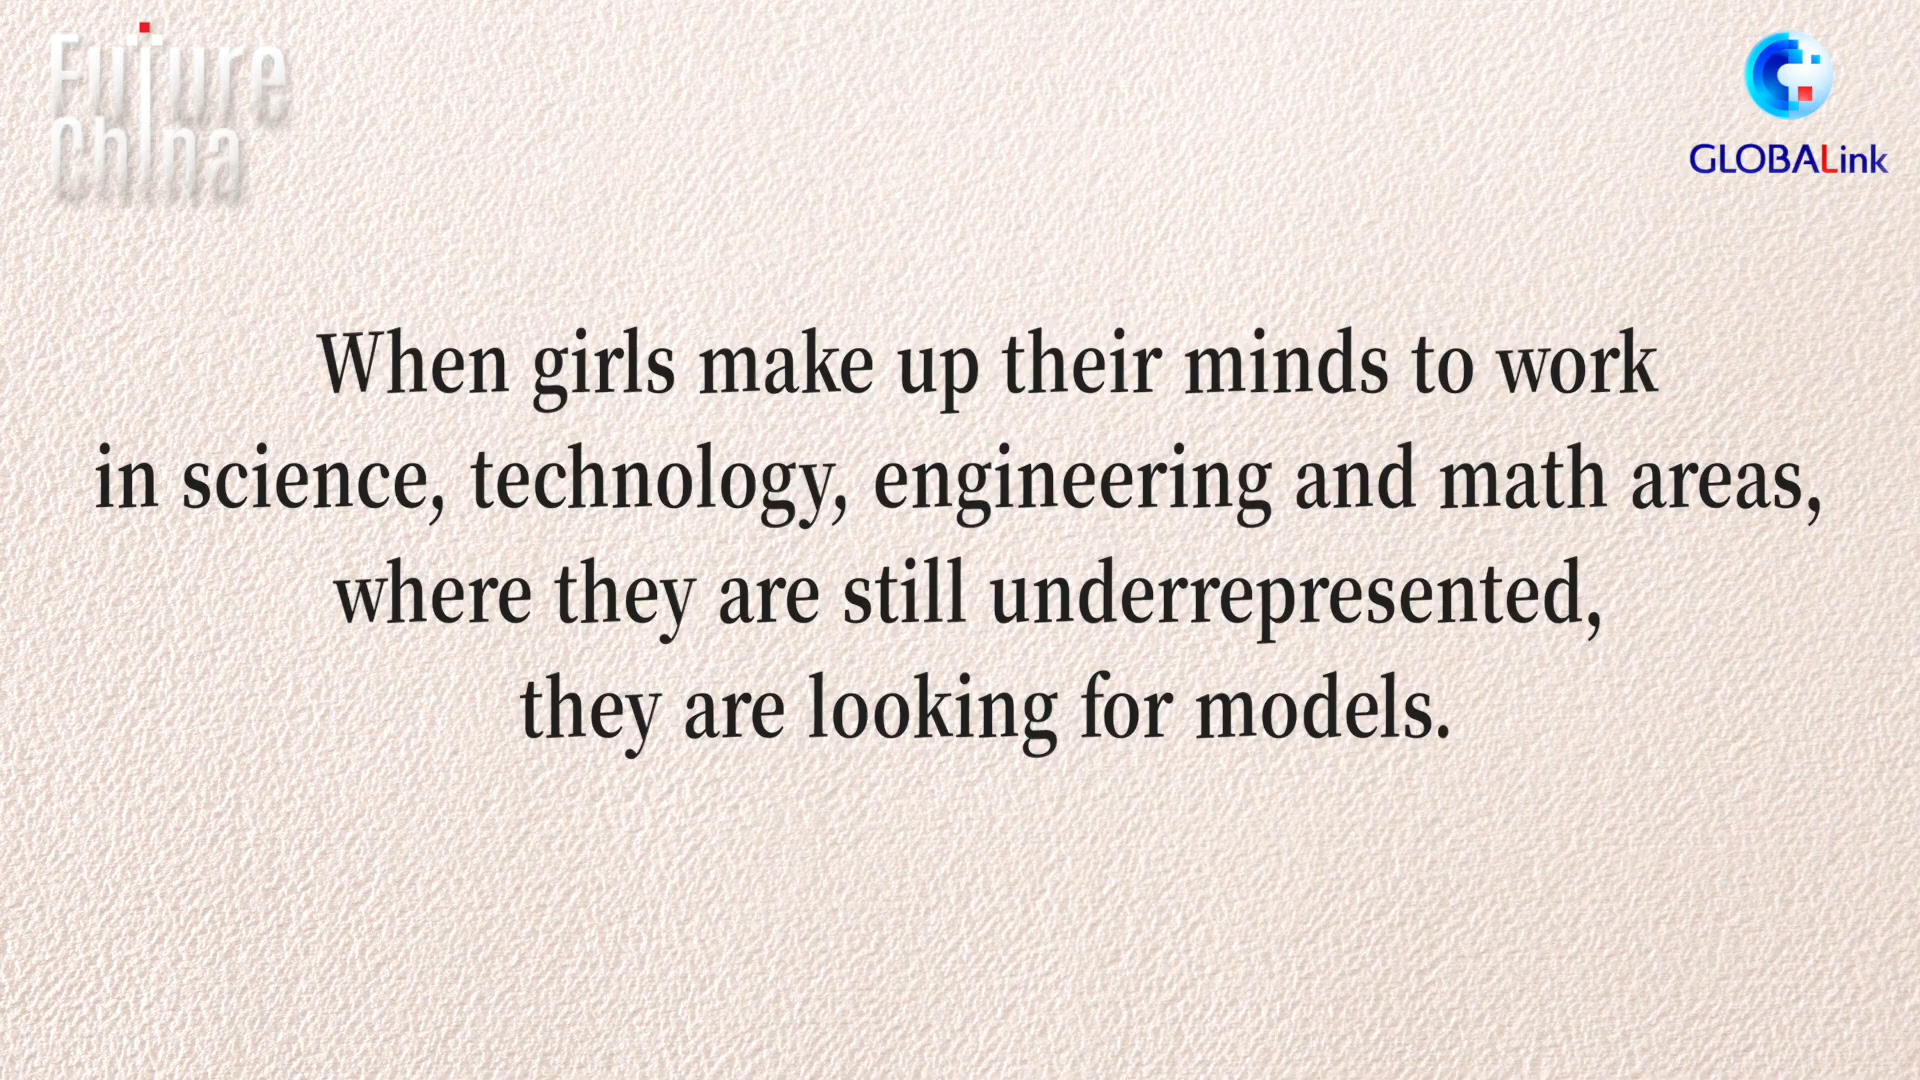 Future
China
GLOBALink
When girls make up their minds to work
in science, technology, engineering and math areas,
where they are still underrepresented,
they are looking for models.